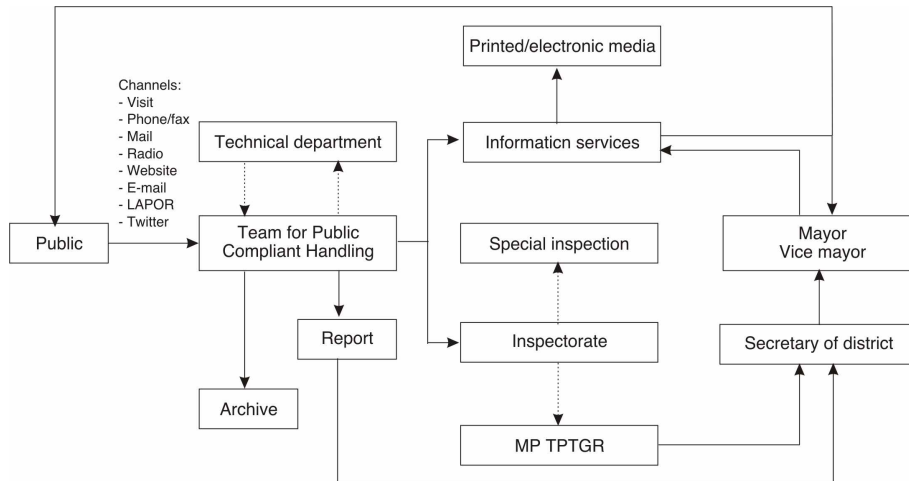 Printed/electronic media
Channels:
- Visit
- Phone/fax
- Mail
- Radio
- Website
- E-mail
- LAPOR
- Twitter
Technical department
Information services
Public
Team for Public
Compliant Handling
Special inspection
Mayor
Vice mayor
Report
Inspectorate
Secretary of district
Archive
MP TPTGR